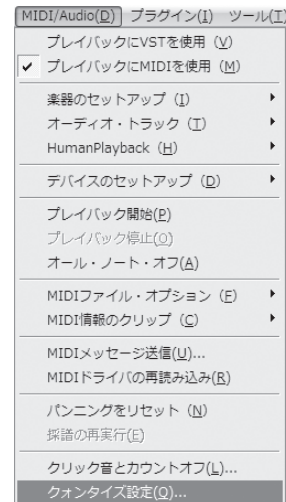 MIDI/Audio(D) プラグイン(I) ツール(T)
プレイバックにVSTを使用 (V)
✓ プレイバックにMIDIを使用 (M)
楽器のセットアップ (I)
オーディオ・トラック (T)
HumanPlayback (H)
デバイスのセットアップ (D)
プレイバック開始(P)
プレイバック停止(O)
オール・ノート・オフ(A)
MIDIファイル・オプション (F)
MIDI情報のクリップ (C)
MIDIメッセージ送信(U)...
MIDIドライバの再読み込み(R)
パンニングをリセット (N)
採譜の再実行(E)
クリック音とカウントオフ(L)...
クォンタイズ設定(Q)...